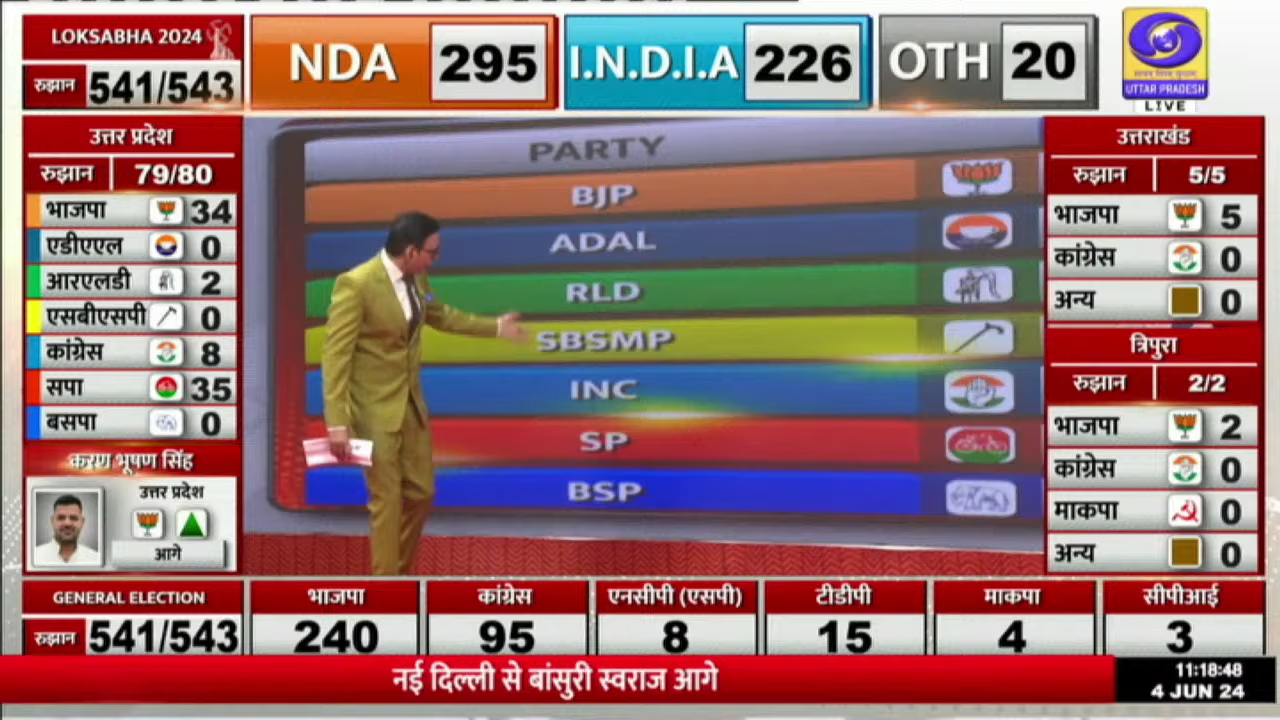 LOKSABHA 2024
रुझान 541/543
NDA 295
I.N.D.I.A 226
OTH 20
UTTAR PRADESH
LIVE
उत्तर प्रदेश
रुझान 79/80
भाजपा 34
एडीएएल 0
आरएलडी 2
एसबीएसपी 0
कांग्रेस 8
सपा 35
बसपा 0
करण भूषण सिंह
उत्तर प्रदेश
आगे
PARTY
BJP
ADAL
RLD
SBSMP
INC
SP
BSP
उत्तराखंड
रुझान 5/5
भाजपा 5
कांग्रेस 0
अन्य 0
त्रिपुरा
रुझान 2/2
भाजपा 2
कांग्रेस 0
माकपा 0
अन्य 0
GENERAL ELECTION
रुझान 541/543
भाजपा 240
कांग्रेस 95
एनसीपी (एसपी) 8
टीडीपी 15
माकपा 4
सीपीआई 3
नई दिल्ली से बांसुरी स्वराज आगे
11:18:48
4 JUN 24